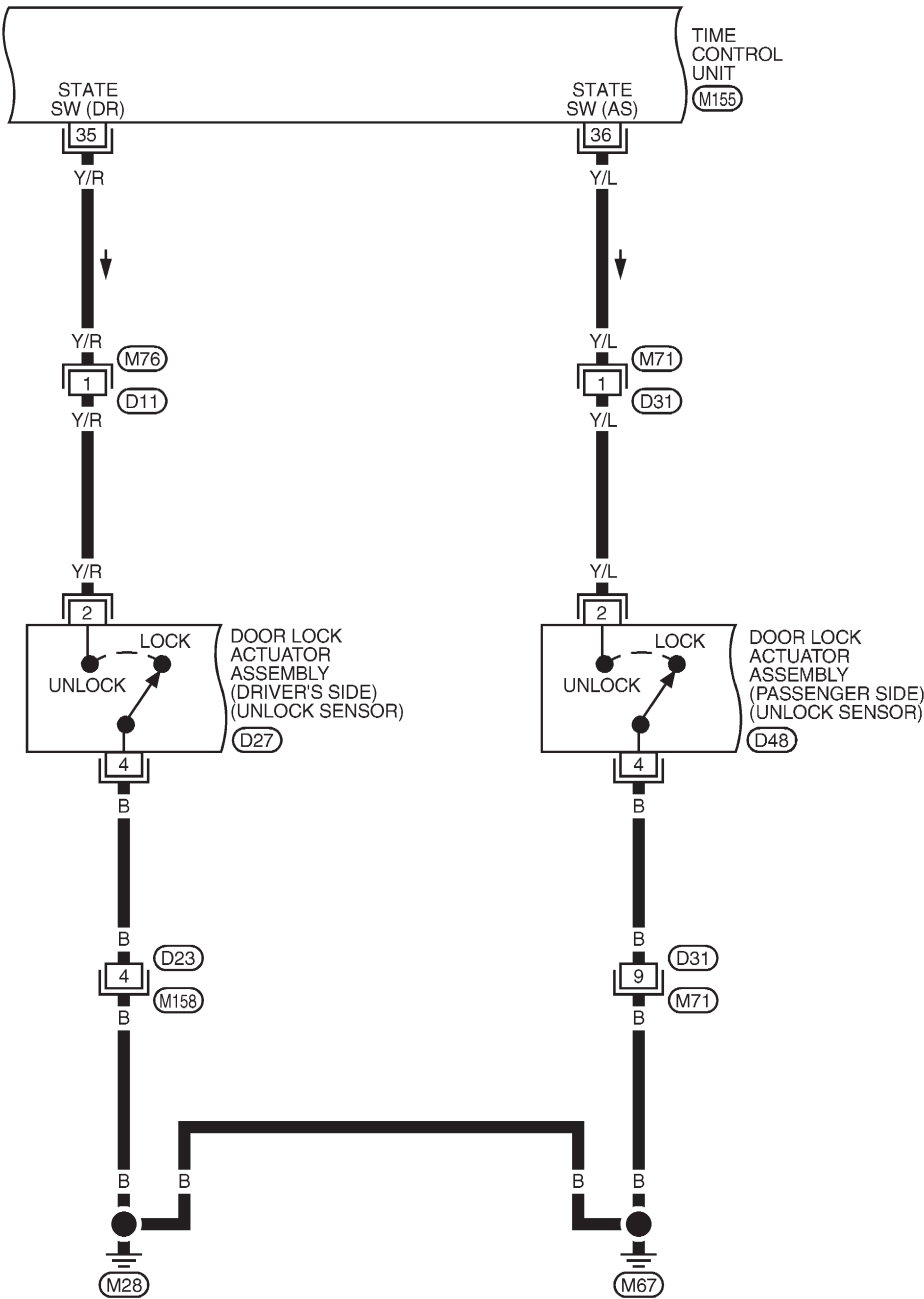 TIME
CONTROL
UNIT
M155
STATE
SW (DR)
STATE
SW (AS)
35
36
Y/R
Y/L
Y/R
Y/L
M76
M71
1
1
D11
D31
Y/R
Y/L
Y/R
Y/L
2
2
LOCK
UNLOCK
DOOR LOCK
ACTUATOR
ASSEMBLY
(DRIVER'S SIDE)
(UNLOCK SENSOR)
D27
LOCK
UNLOCK
DOOR LOCK
ACTUATOR
ASSEMBLY
(PASSENGER SIDE)
(UNLOCK SENSOR)
D48
4
4
B
B
B
B
D23
D31
4
9
M158
M71
B
B
B
B
B
B
M28
M67